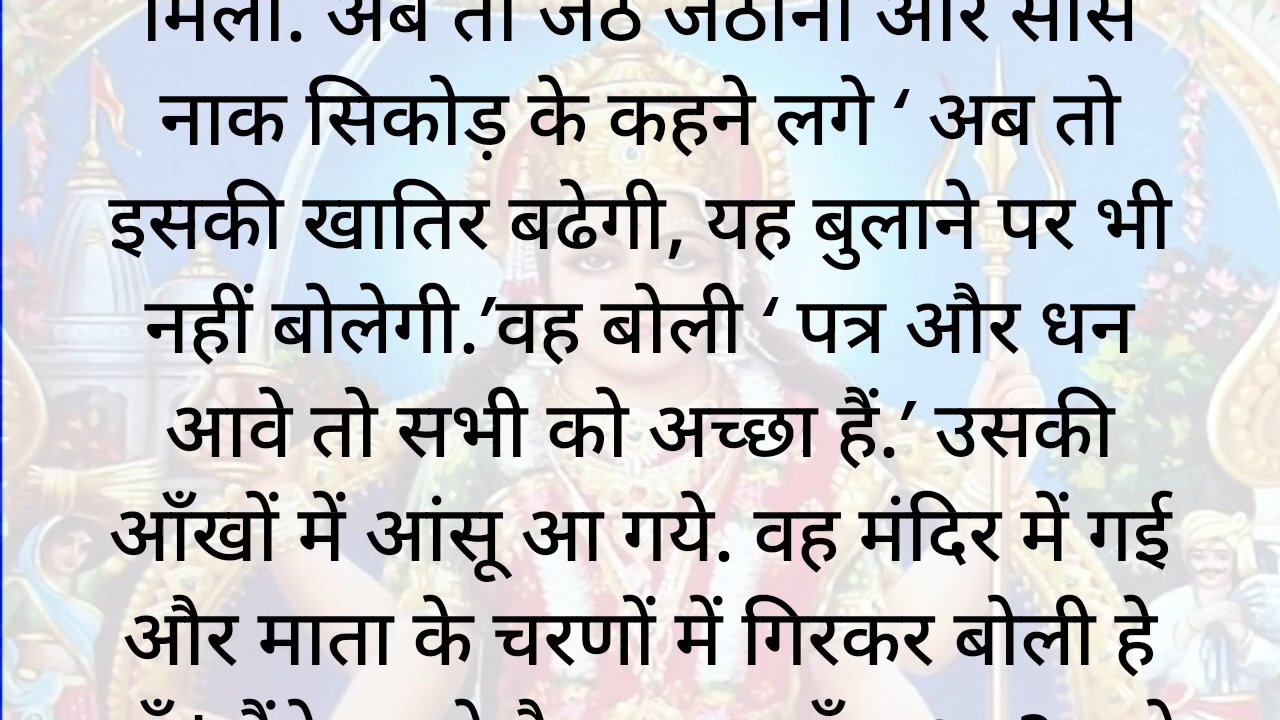 मिला. अब तो जेठ जेठानी और सास
नाक सिकोड़ के कहने लगे ‘ अब तो
इसकी खातिर बढेगी, यह बुलाने पर भी
नहीं बोलेगी.’वह बोली ‘ पत्र और धन
आवे तो सभी को अच्छा हैं.’ उसकी
आँखों में आंसू आ गये. वह मंदिर में गई
और माता के चरणों में गिरकर बोली हे